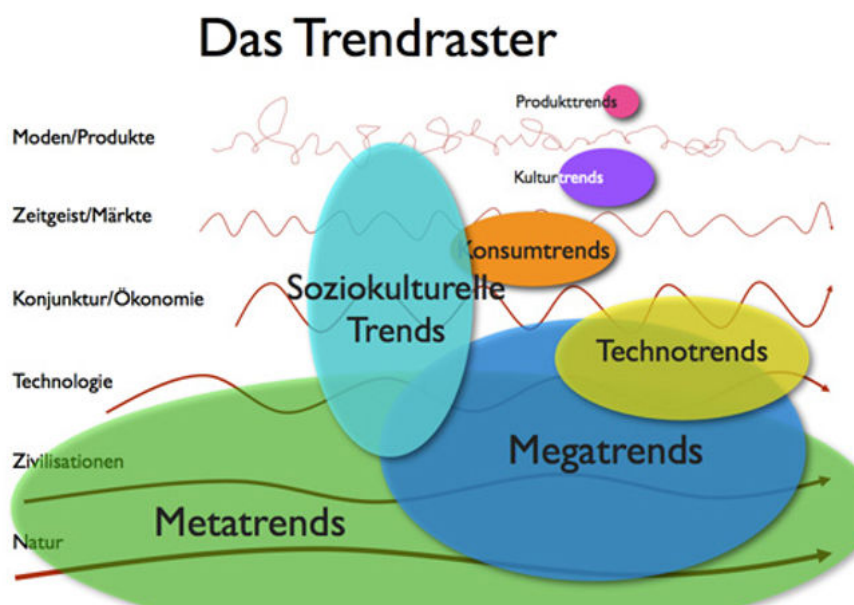 Das Trendraster
Produkttrends
Moden/Produkte
Kulturtrends
Zeitgeist/Märkte
Konsumtrends
Soziokulturelle
Trends
Konjunktur/Ökonomie
Technotrends
Technologie
Megatrends
Zivilisationen
Metatrends
Natur